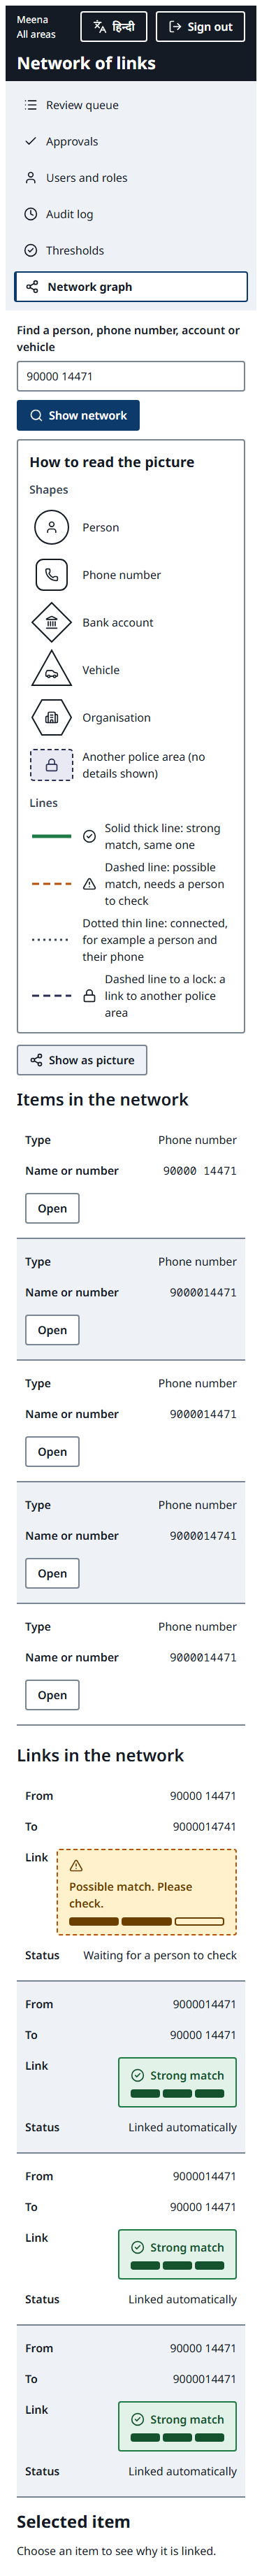 Meena
All areas
हिन्दी
Sign out
Network of links
Review queue
Approvals
Users and roles
Audit log
Thresholds
Network graph
Find a person, phone number, account or
vehicle
90000 14471
Show network
How to read the picture
Shapes
Person
Phone number
Bank account
Vehicle
Organisation
Another police area (no
details shown)
Lines
Solid thick line: strong
match, same one
Dashed line: possible
match, needs a person
to check
Dotted thin line: connected,
for example a person and
their phone
Dashed line to a lock: a
link to another police
area
Show as picture
Items in the network
Type Phone number
Name or number 90000 14471
Open
Type Phone number
Name or number 9000014471
Open
Type Phone number
Name or number 9000014471
Open
Type Phone number
Name or number 9000014741
Open
Type Phone number
Name or number 9000014471
Open
Links in the network
From 90000 14471
To 9000014741
Link
Possible match. Please
check.
Status Waiting for a person to check
From 9000014471
To 90000 14471
Link Strong match
Status Linked automatically
From 9000014471
To 90000 14471
Link Strong match
Status Linked automatically
From 90000 14471
To 9000014471
Link Strong match
Status Linked automatically
Selected item
Choose an item to see why it is linked.